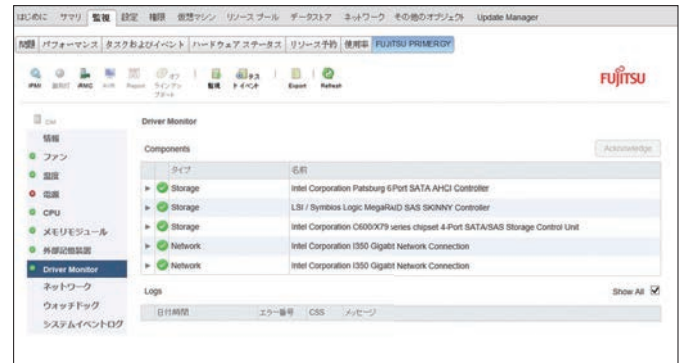 はじめに サマリ 監視 設定 権限 仮想マシン リソース プール データストア ネットワーク その他のオブジェクト Update Manager
問題 パフォーマンス タスクおよびイベント ハードウェア ステータス リソース予約 使用率 FUJITSU PRIMERGY
iRMC Report 監視 イベント Export Refresh
FUJITSU
Driver Monitor
情報
Components
Acknowledge
ファン
タイプ 名前
温度
Storage Intel Corporation Patsburg 6 Port SATA AHCI Controller
電源
Storage LSI / Symbios Logic MegaRAID SAS SKINNY Controller
CPU
Storage Intel Corporation C600/X79 series chipset 4-Port SATA/SAS Storage Control Unit
メモリモジュール
Network Intel Corporation I350 Gigabit Network Connection
外部記憶装置
Network Intel Corporation I350 Gigabit Network Connection
Driver Monitor
ネットワーク
Logs Show All
ウォッチドッグ
日付/時間 エラー番号 CSS メッセージ
システムイベントログ